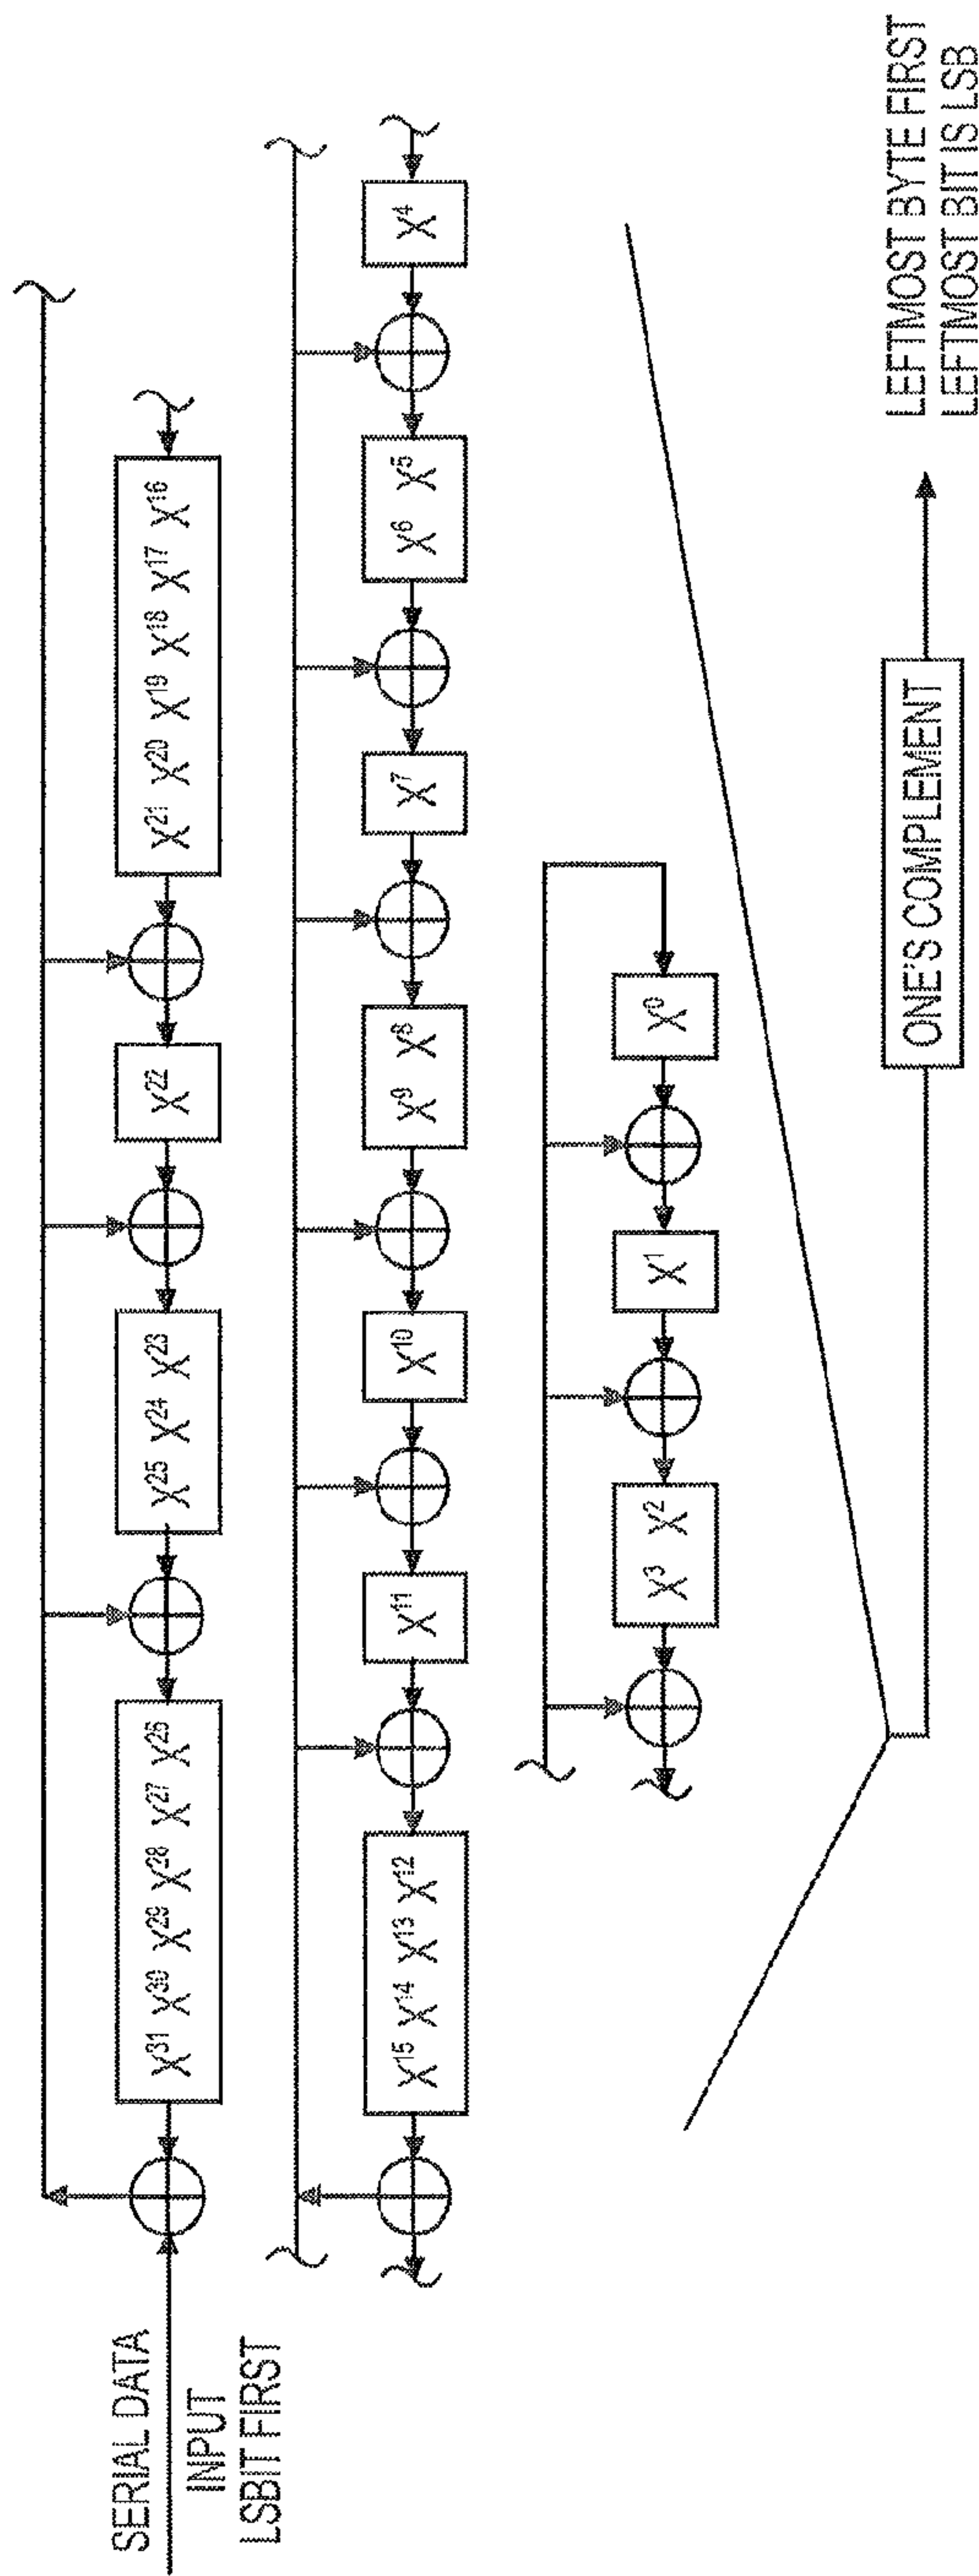 SERIAL DATA
INPUT
LSBIT FIRST
X³¹ X³⁰ X²⁹ X²⁸ X²⁷ X²⁶
X²⁵ X²⁴ X²³
X²²
X²¹ X²⁰ X¹⁹ X¹⁸ X¹⁷ X¹⁶
X¹⁵ X¹⁴ X¹³ X¹²
X¹¹
X¹⁰
X⁹ X⁸
X⁷
X⁶ X⁵
X⁴
X³ X²
X¹
X⁰
ONE'S COMPLEMENT
LEFTMOST BYTE FIRST
LEFTMOST BIT IS LSB